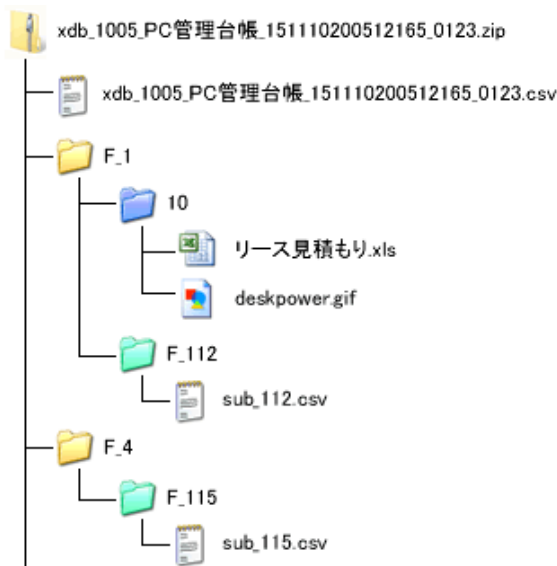 xdb_1005_PC管理台帳_151110200512165_0123.zip
xdb_1005_PC管理台帳_151110200512165_0123.csv
F_1
10
リース見積もり.xls
deskpower.gif
F_112
sub_112.csv
F_4
F_115
sub_115.csv